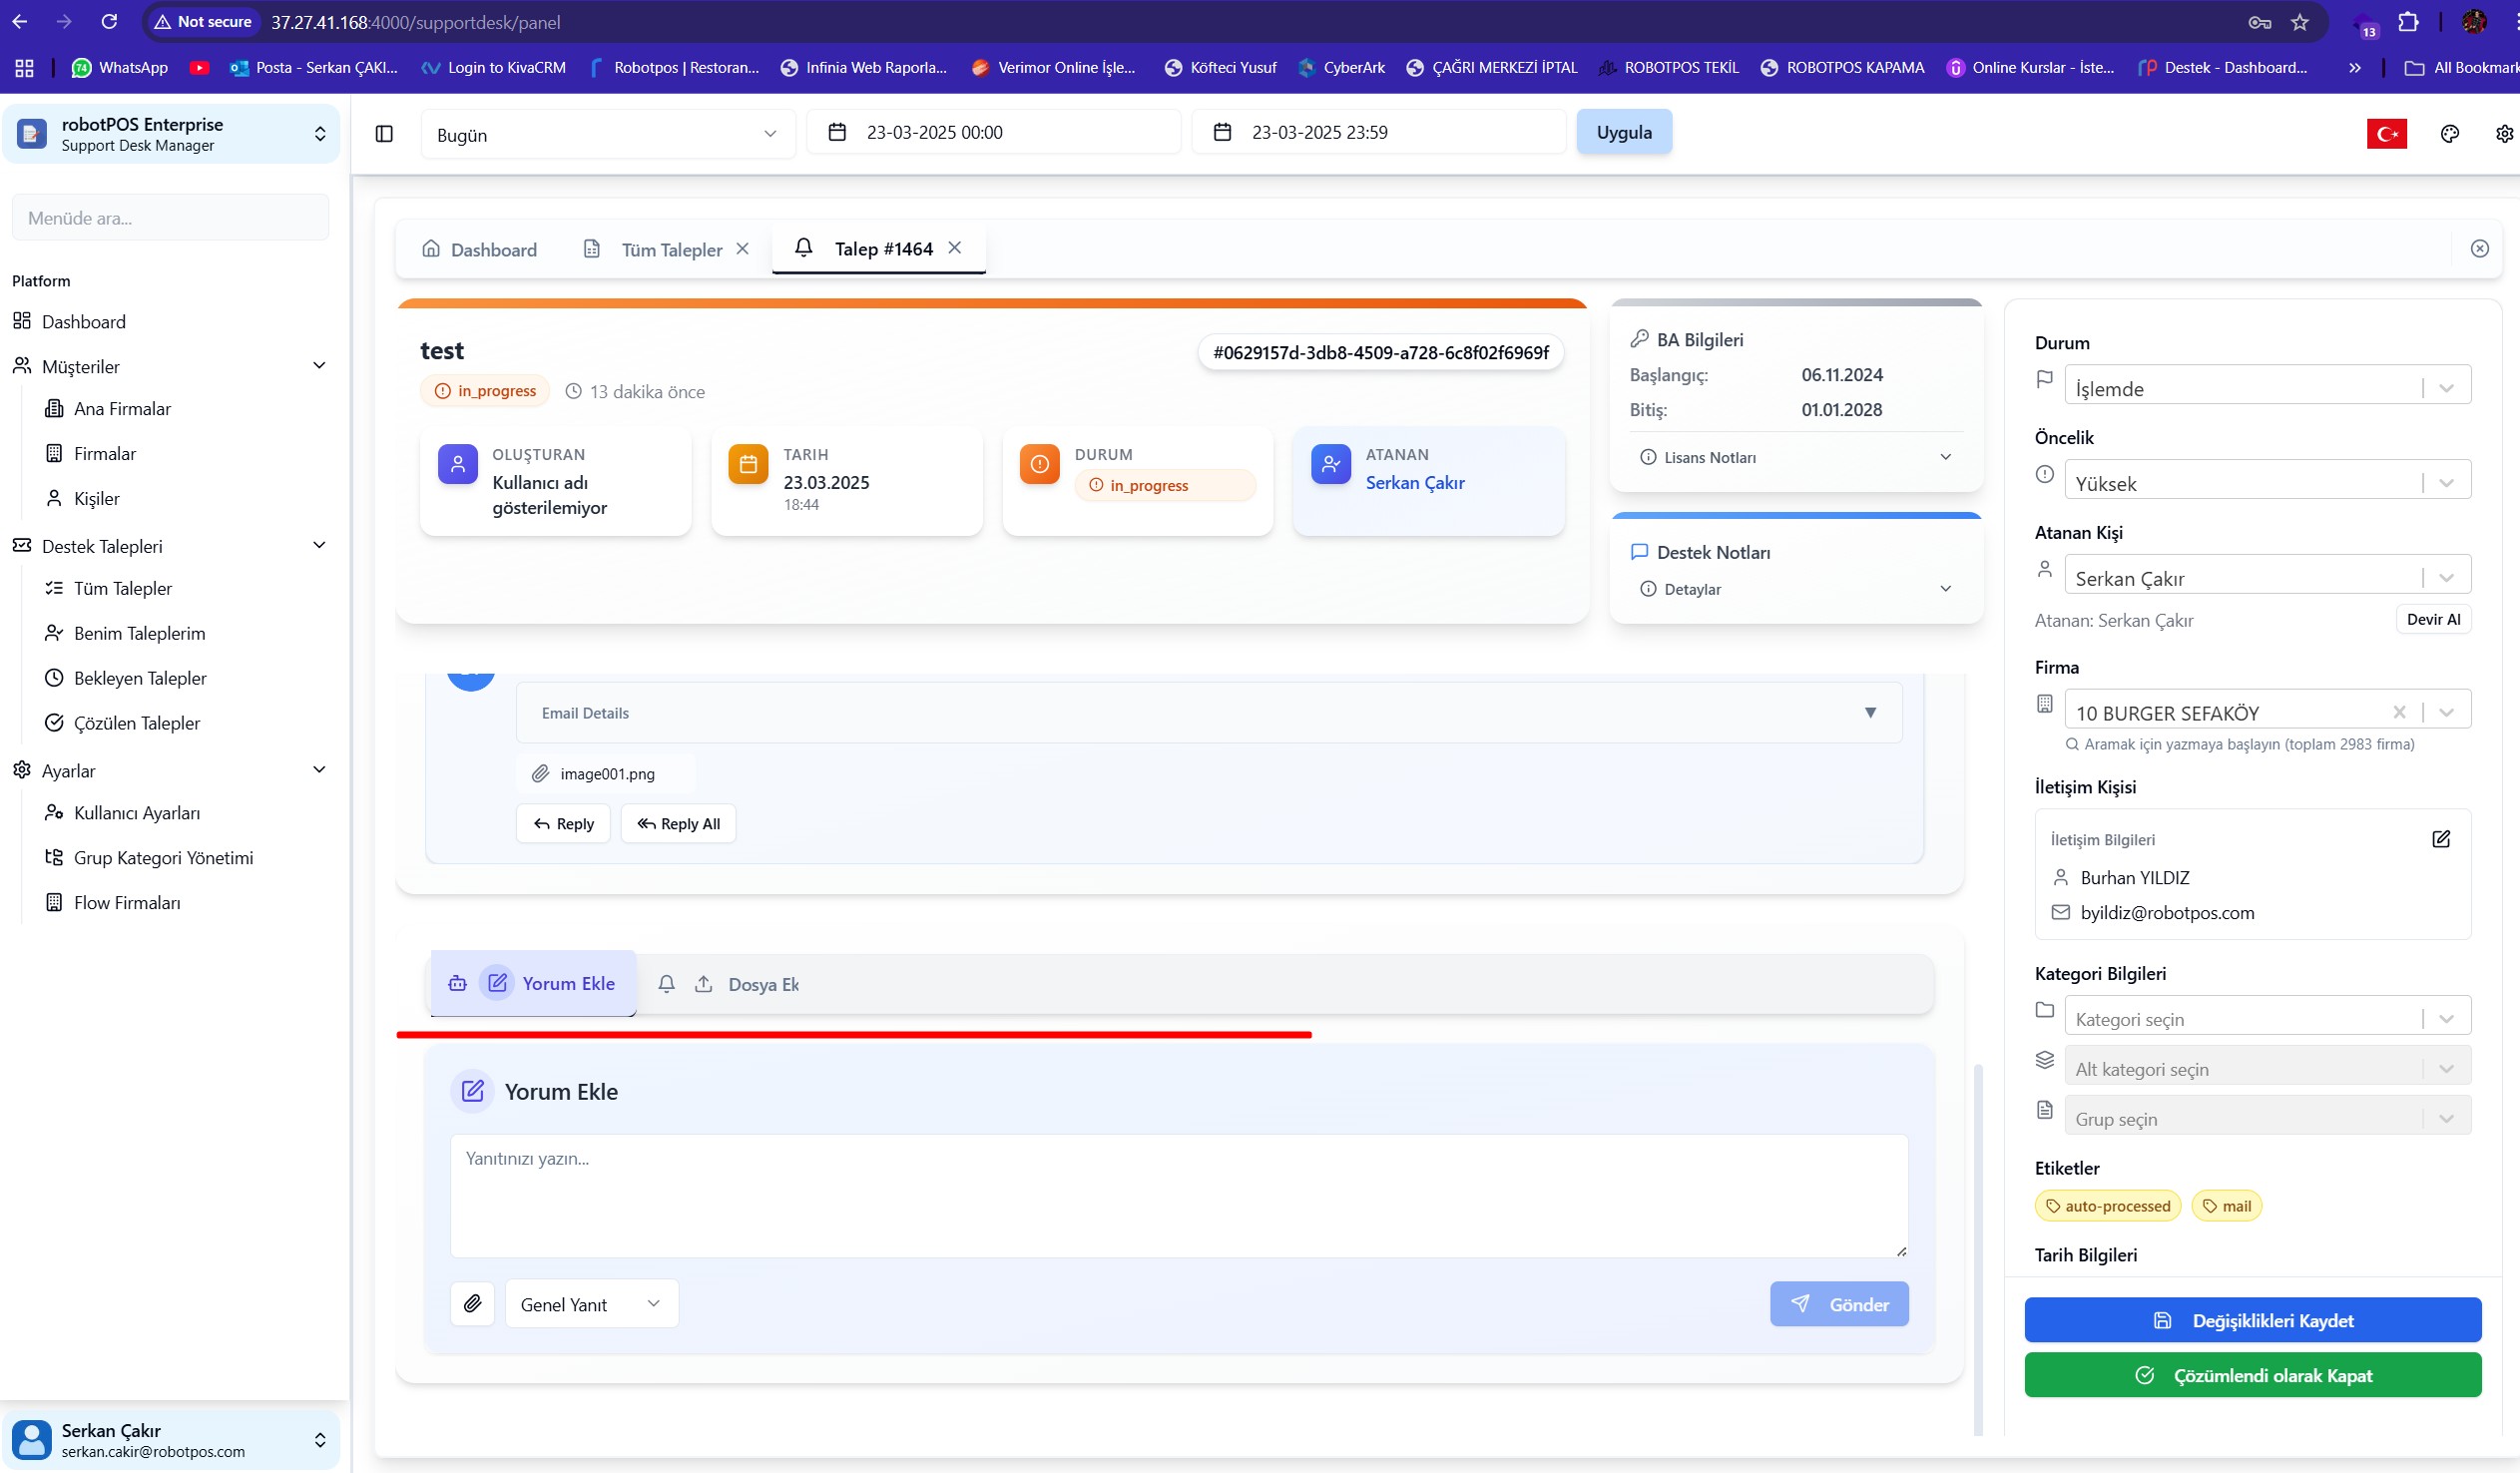 Not secure
37.27.41.168:4000/supportdesk/panel
13
74 WhatsApp
Posta - Serkan ÇAKI...
Login to KivaCRM
Robotpos | Restoran...
Infinia Web Raporla...
Verimor Online İşle...
Köfteci Yusuf
CyberArk
ÇAĞRI MERKEZİ İPTAL
ROBOTPOS TEKİL
ROBOTPOS KAPAMA
Online Kurslar - İste...
Destek - Dashboard...
All Bookmark
robotPOS Enterprise
Support Desk Manager
Bugün
23-03-2025 00:00
23-03-2025 23:59
Uygula
Menüde ara...
Platform
Dashboard
Müşteriler
Ana Firmalar
Firmalar
Kişiler
Destek Talepleri
Tüm Talepler
Benim Taleplerim
Bekleyen Talepler
Çözülen Talepler
Ayarlar
Kullanıcı Ayarları
Grup Kategori Yönetimi
Flow Firmaları
Serkan Çakır
serkan.cakir@robotpos.com
Dashboard
Tüm Talepler
Talep #1464
test
#0629157d-3db8-4509-a728-6c8f02f6969f
in_progress
13 dakika önce
OLUŞTURAN
Kullanıcı adı
gösterilemiyor
TARIH
23.03.2025
18:44
DURUM
in_progress
ATANAN
Serkan Çakır
BA Bilgileri
Başlangıç: 06.11.2024
Bitiş: 01.01.2028
Lisans Notları
Destek Notları
Detaylar
Email Details
image001.png
Reply
Reply All
Yorum Ekle
Dosya Ek
Yorum Ekle
Yanıtınızı yazın...
Genel Yanıt
Gönder
Durum
İşlemde
Öncelik
Yüksek
Atanan Kişi
Serkan Çakır
Atanan: Serkan Çakır
Devir Al
Firma
10 BURGER SEFAKÖY
Aramak için yazmaya başlayın (toplam 2983 firma)
İletişim Kişisi
İletişim Bilgileri
Burhan YILDIZ
byildiz@robotpos.com
Kategori Bilgileri
Kategori seçin
Alt kategori seçin
Grup seçin
Etiketler
auto-processed
mail
Tarih Bilgileri
Değişiklikleri Kaydet
Çözümlendi olarak Kapat